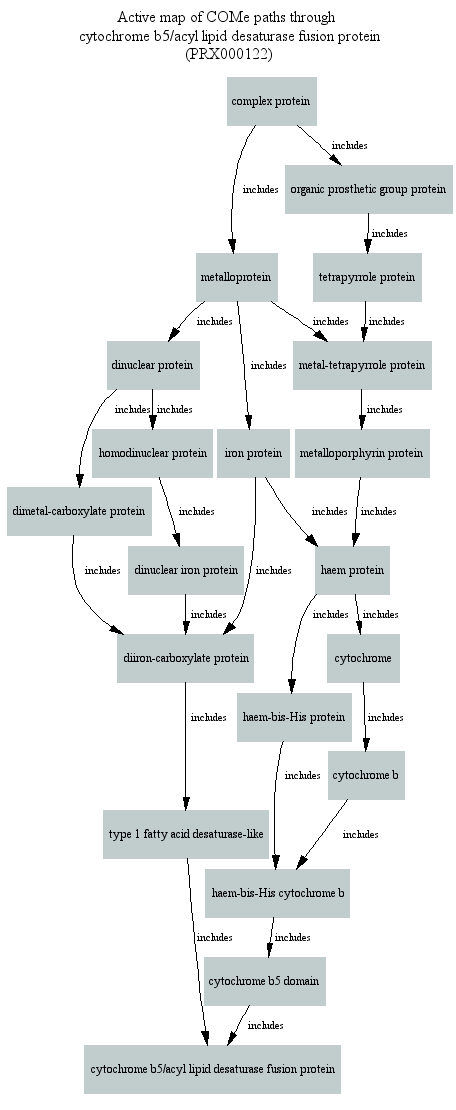 Active map of COMe paths through
cytochrome b5/acyl lipid desaturase fusion protein
(PRX000122)
complex protein
includes
organic prosthetic group protein
includes
includes
metalloprotein
tetrapyrrole protein
includes
includes
includes
dinuclear protein
includes
metal-tetrapyrrole protein
includes
includes
includes
homodinuclear protein
iron protein
metalloporphyrin protein
dimetal-carboxylate protein
includes
includes
includes
dinuclear iron protein
haem protein
includes
includes
includes
includes
includes
diiron-carboxylate protein
cytochrome
includes
haem-bis-His protein
includes
includes
cytochrome b
type 1 fatty acid desaturase-like
includes
haem-bis-His cytochrome b
includes
includes
cytochrome b5 domain
includes
cytochrome b5/acyl lipid desaturase fusion protein